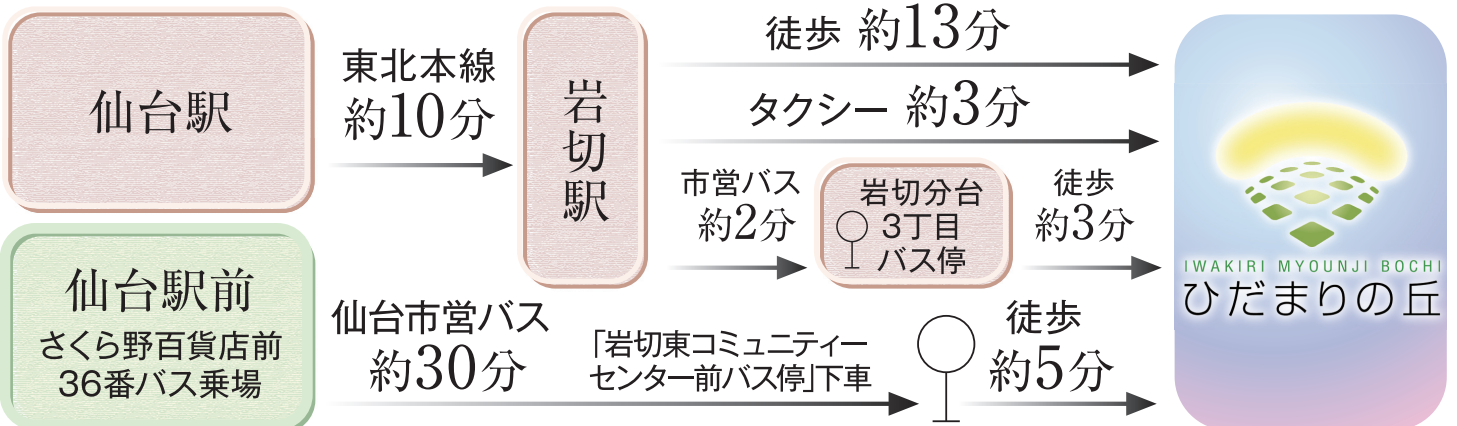 仙台駅
東北本線
約10分
岩切駅
徒歩 約13分
タクシー 約3分
市営バス
約2分
岩切分台
3丁目
バス停
徒歩
約3分
仙台駅前
さくら野百貨店前
36番バス乗場
仙台市営バス
約30分
「岩切東コミュニティー
センター前バス停」下車
徒歩
約5分
IWAKIRI MYOUNJI BOCHI
ひだまりの丘